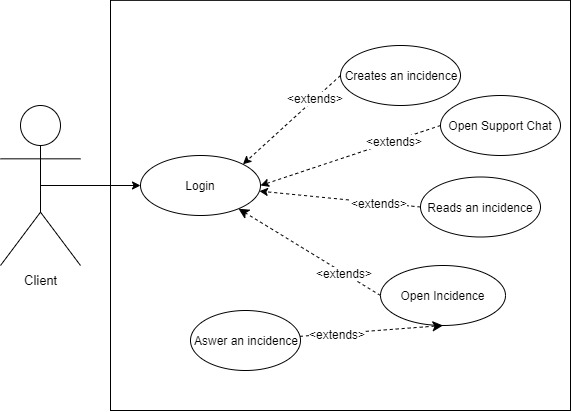 Creates an incidence
<extends>
Open Support Chat
<extends>
Login
Reads an incidence
<extends>
Client
<extends>
Open Incidence
Aswer an incidence
<extends>